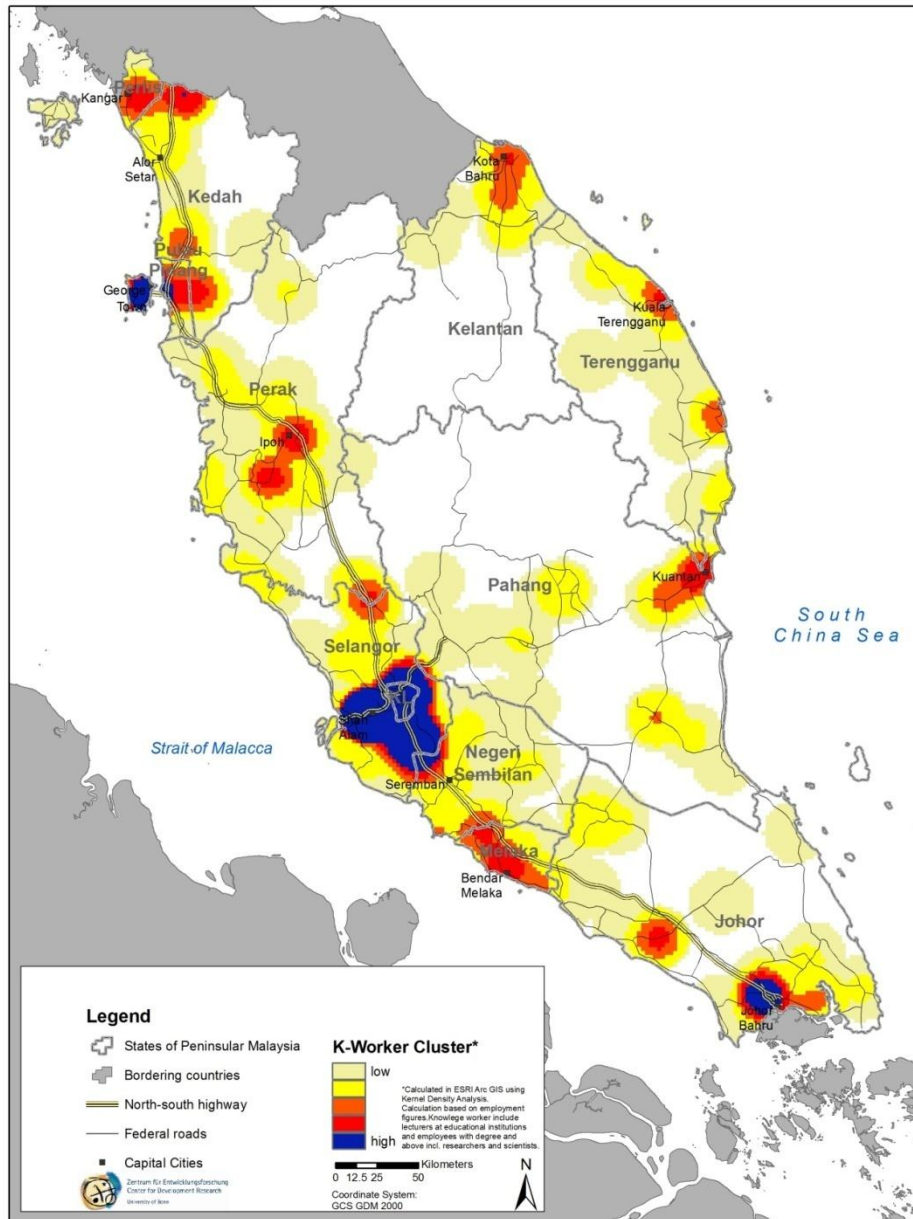 Perlis
Kangar
Alor
Setar
Kedah
Kota
Bahru
Pulau
Pinang
George
Town
Kuala
Terengganu
Kelantan
Terengganu
Perak
Ipoh
Pahang
Kuantan
South
China Sea
Selangor
Shah
Alam
Strait of Malacca
Negeri
Sembilan
Seremban
Melaka
Bendar
Melaka
Johor
Johor
Bahru
Legend
States of Peninsular Malaysia
Bordering countries
North-south highway
Federal roads
Capital Cities
Zentrum für Entwicklungsforschung
Center for Development Research
University of Bonn
K-Worker Cluster*
low
high
*Calculated in ESRI Arc GIS using
Kernel Density Analysis.
Calculation based on employment
figures.Knowlege worker include
lecturers at educational institutions
and employees with degree and
above incl. researchers and scientists.
Kilometers
0 12.5 25 50
N
Coordinate System:
GCS GDM 2000